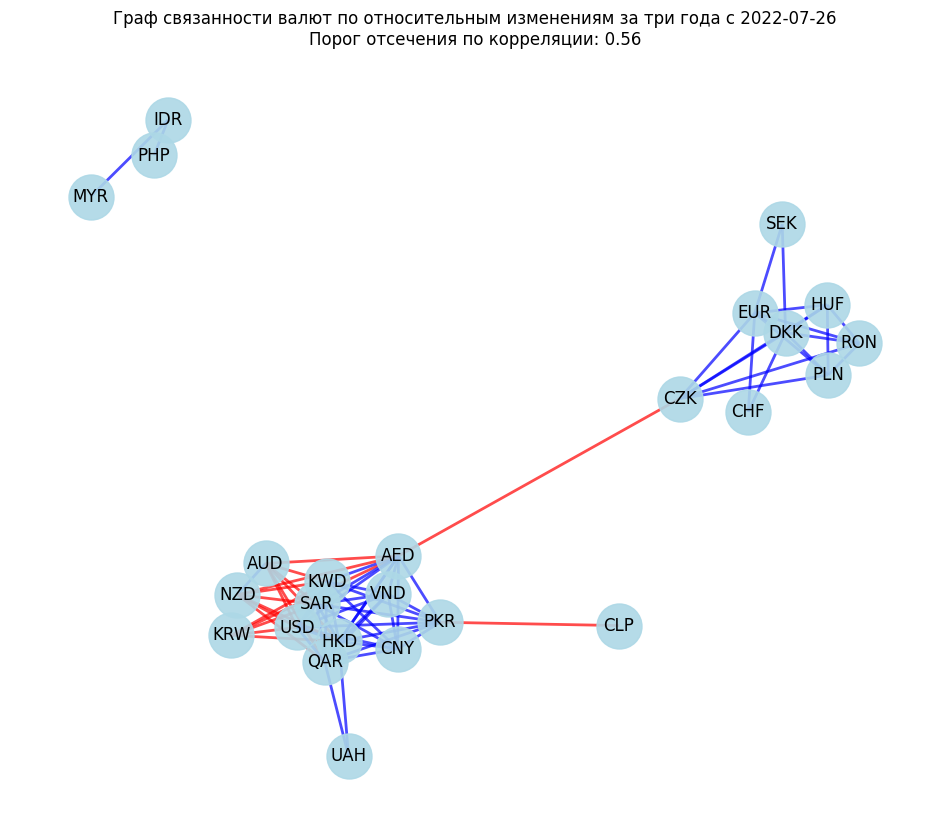 Граф связанности валют по относительным изменениям за три года с 2022-07-26
Порог отсечения по корреляции: 0.56
IDR
PHP
MYR
SEK
HUF
EUR
DKK
RON
PLN
CZK
CHF
AED
AUD
KWD
VND
NZD
SAR
PKR
CLP
USD
KRW
HKD
CNY
QAR
UAH